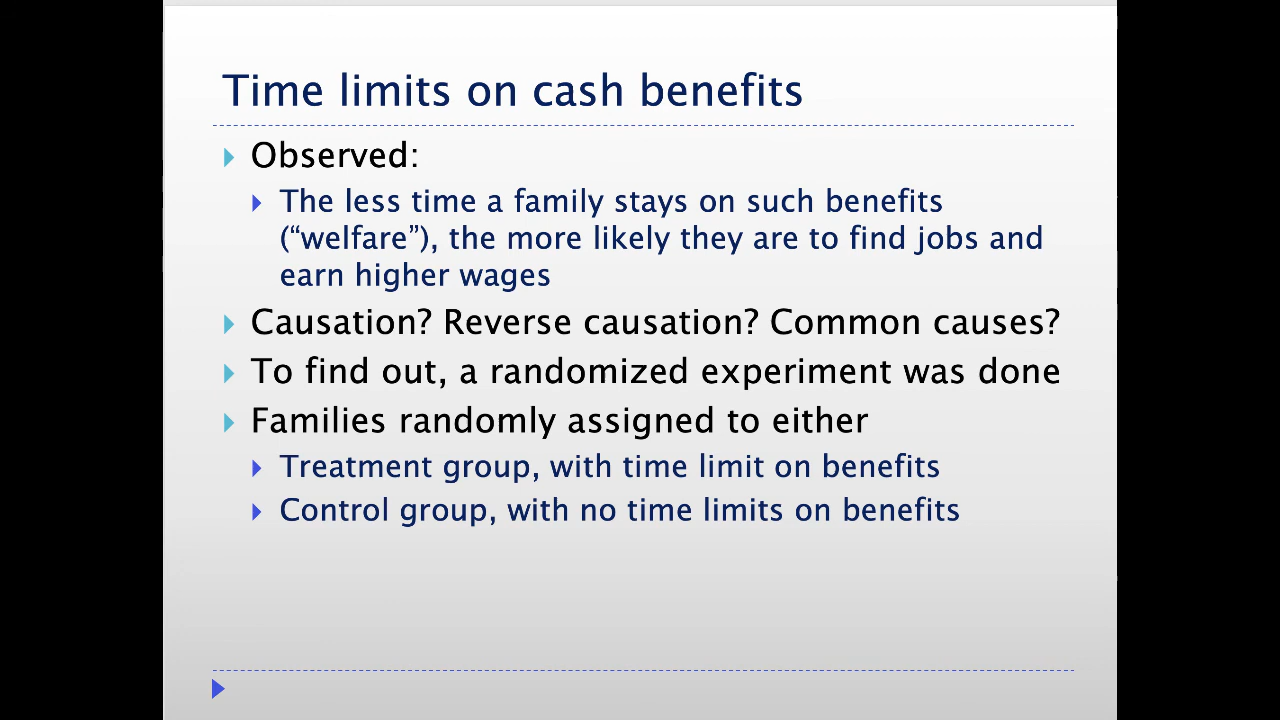 Time limits on cash benefits
Observed:
The less time a family stays on such benefits
(“welfare”), the more likely they are to find jobs and
earn higher wages
Causation? Reverse causation? Common causes?
To find out, a randomized experiment was done
Families randomly assigned to either
Treatment group, with time limit on benefits
Control group, with no time limits on benefits